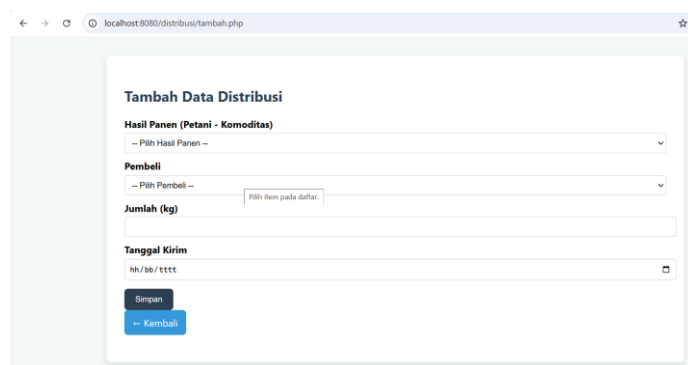 localhost:8080/distribusi/tambah.php
Tambah Data Distribusi
Hasil Panen (Petani - Komoditas)
-- Pilih Hasil Panen --
Pembeli
-- Pilih Pembeli --
Pilih item pada daftar.
Jumlah (kg)
Tanggal Kirim
hh/bb/tttt
Simpan
← Kembali